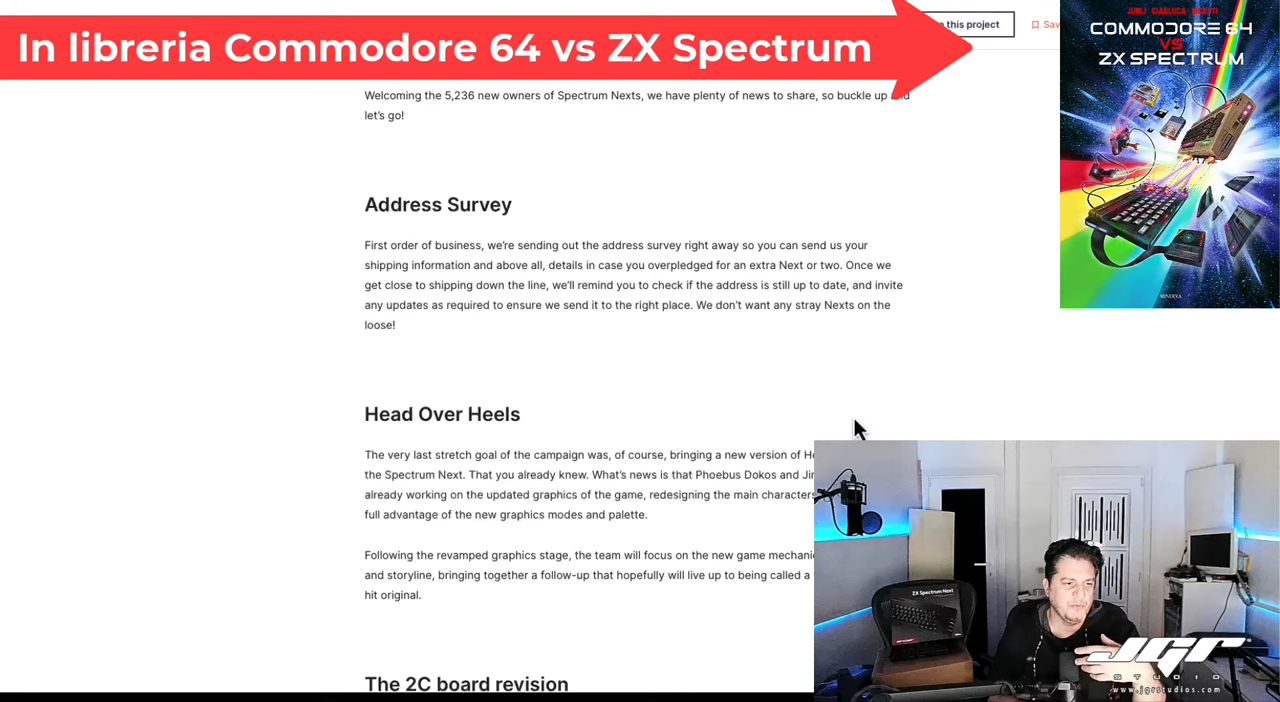 In libreria Commodore 64 vs ZX Spectrum
this project
COMMODORE 64
VS
ZX SPECTRUM
MINERVA
Welcoming the 5,236 new owners of Spectrum Nexts, we have plenty of news to share, so buckle up and
let's go!
Address Survey
First order of business, we're sending out the address survey right away so you can send us your
shipping information and above all, details in case you overpledged for an extra Next or two. Once we
get close to shipping down the line, we'll remind you to check if the address is still up to date, and invite
any updates as required to ensure we send it to the right place. We don't want any stray Nexts on the
loose!
Head Over Heels
The very last stretch goal of the campaign was, of course, bringing a new version of
the Spectrum Next. That you already knew. What's news is that Phoebus Dokos and
already working on the updated graphics of the game, redesigning the main characters
full advantage of the new graphics modes and palette.
Following the revamped graphics stage, the team will focus on the new game
and storyline, bringing together a follow-up that hopefully will live up to being called a
hit original.
The 2C board revision
ZX Spectrum Next
JGR
STUDIO
www.jgrstudios.com